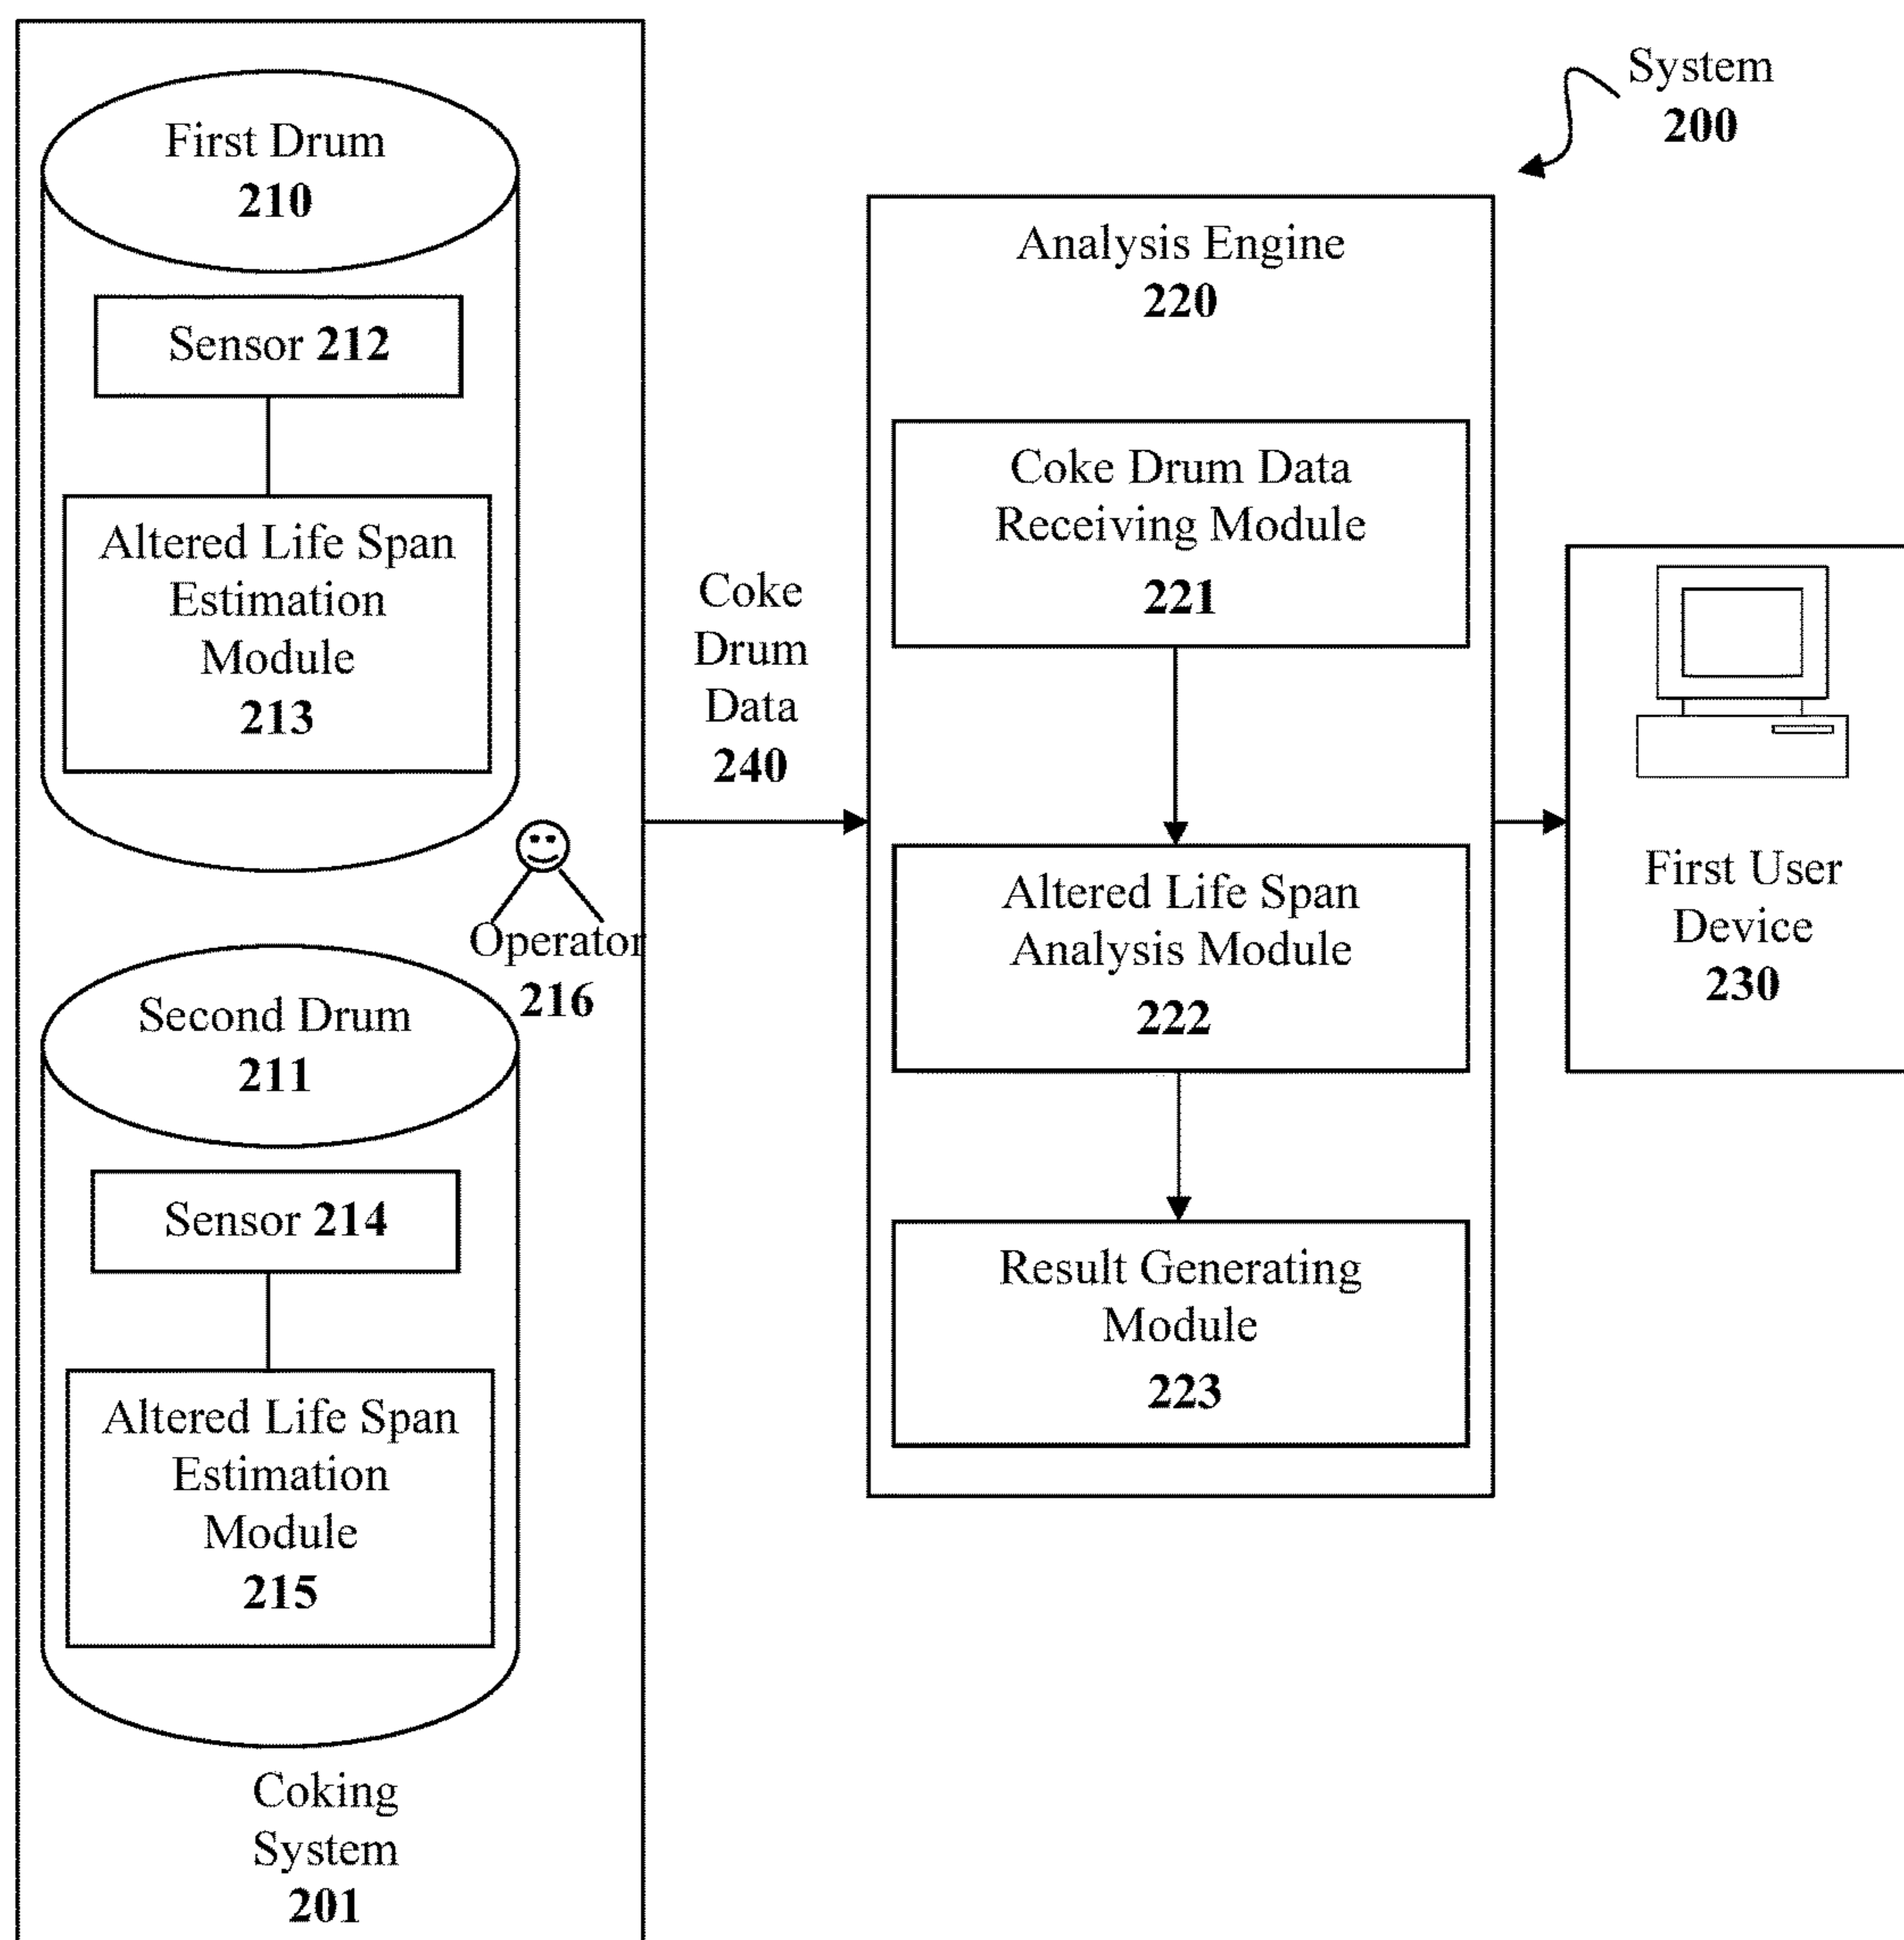 System
200
First Drum
210
Sensor 212
Altered Life Span
Estimation
Module
213
Operator
216
Second Drum
211
Sensor 214
Altered Life Span
Estimation
Module
215
Coking
System
201
Coke
Drum
Data
240
Analysis Engine
220
Coke Drum Data
Receiving Module
221
Altered Life Span
Analysis Module
222
Result Generating
Module
223
First User
Device
230